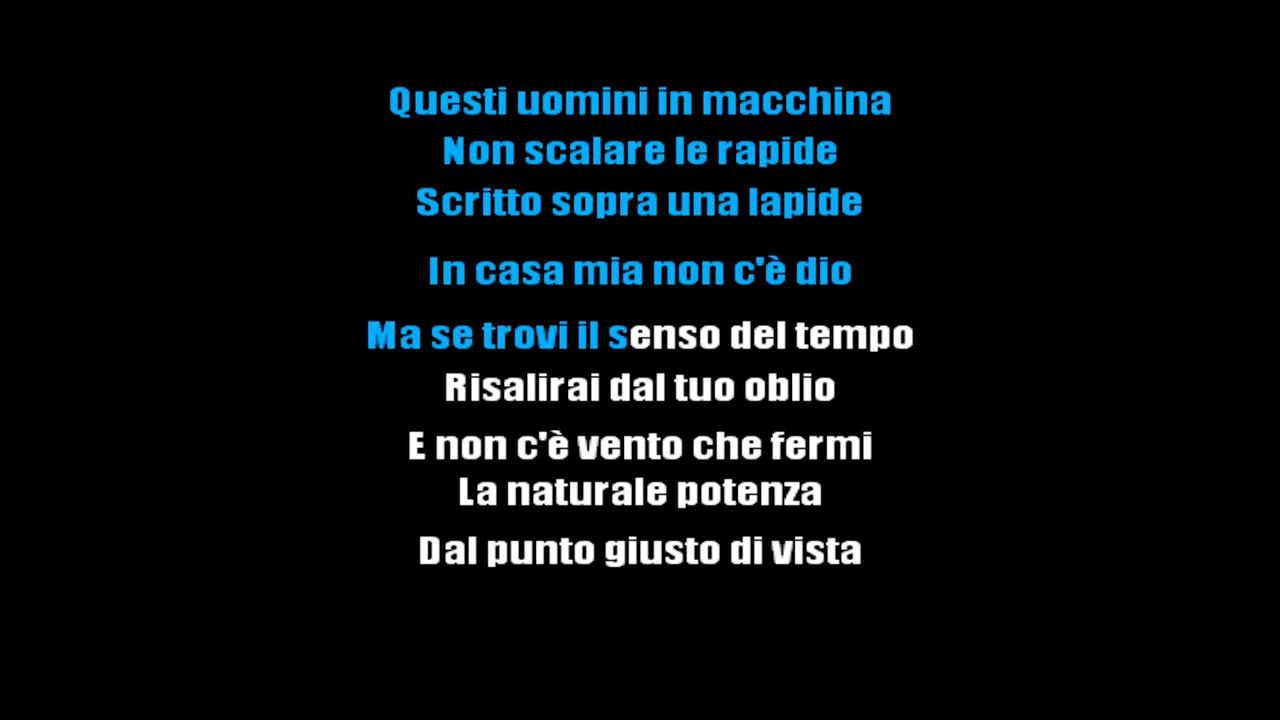 Questi uomini in macchina
Non scalare le rapide
Scritto sopra una lapide
In casa mia non c'è dio
Ma se trovi il senso del tempo
Risalirai dal tuo oblio
E non c'è vento che fermi
La naturale potenza
Dal punto giusto di vista